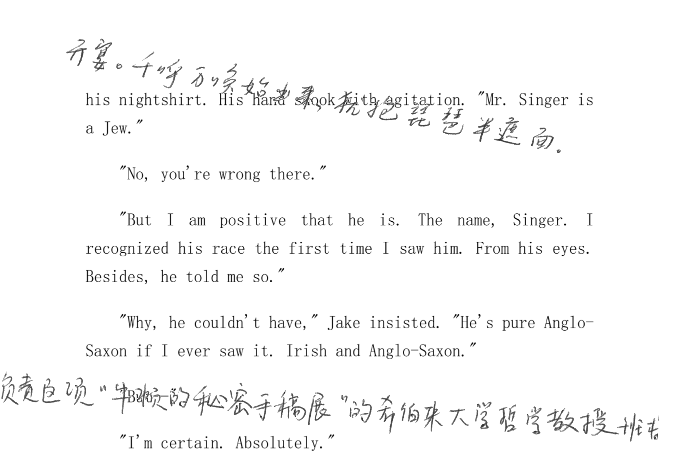 开宴。千呼万唤始出来,犹抱琵琶半遮面。
his nightshirt. His hand shook with agitation. "Mr. Singer is
a Jew."
"No, you're wrong there."
"But I am positive that he is. The name, Singer. I
recognized his race the first time I saw him. From his eyes.
Besides, he told me so."
"Why, he couldn't have," Jake insisted. "He's pure Anglo-
Saxon if I ever saw it. Irish and Anglo-Saxon."
负责这项"牛顿的秘密手稿展"的希伯来大学哲学教授班
"But
"I'm certain. Absolutely."